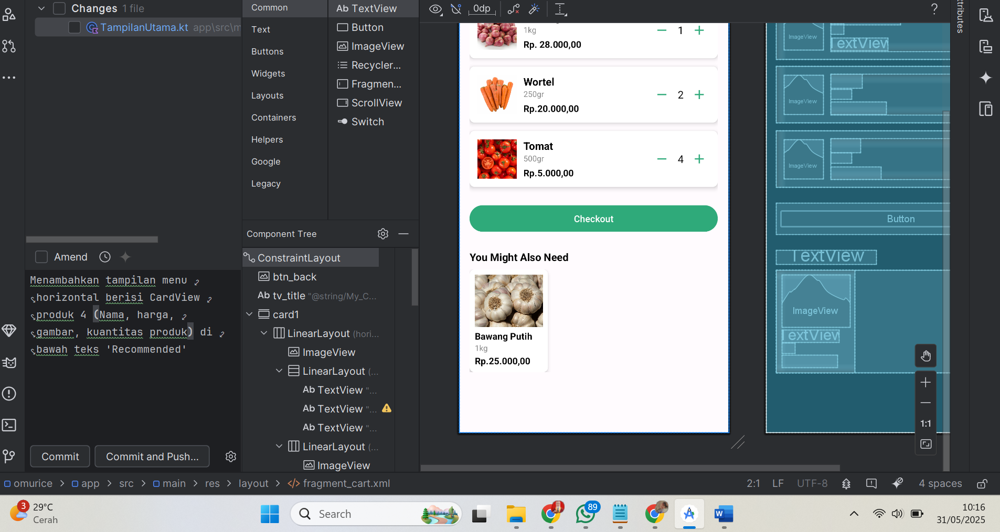 Changes 1 file
TampilanUtama.kt app\src\m
Amend
Menambahkan tampilan menu
horizontal berisi CardView
produk 4 (Nama, harga,
gambar, kuantitas produk) di
bawah teks 'Recommended'
Commit
Commit and Push...
Common
Text
Buttons
Widgets
Layouts
Containers
Helpers
Google
Legacy
Ab TextView
Button
ImageView
Recycler...
Fragmen...
ScrollView
Switch
Component Tree
ConstraintLayout
btn_back
Ab tv_title "@string/My_C...
card1
LinearLayout (hori...
ImageView
LinearLayout (...
Ab TextView "...
Ab TextView "...
Ab TextView "...
LinearLayout (...
ImageView
0dp
?
1kg
Rp. 28.000,00
1
Wortel
250gr
Rp.20.000,00
2
Tomat
500gr
Rp.5.000,00
4
Checkout
You Might Also Need
Bawang Putih
1kg
Rp.25.000,00
ImageView
TextView
ImageView
ImageView
Button
TextView
ImageView
TextView
1:1
ttributes
omurice > app > src > main > res > layout > </> fragment_cart.xml
2:1 LF UTF-8 4 spaces
3
29°C
Cerah
Search
89
W
10:16
31/05/2025